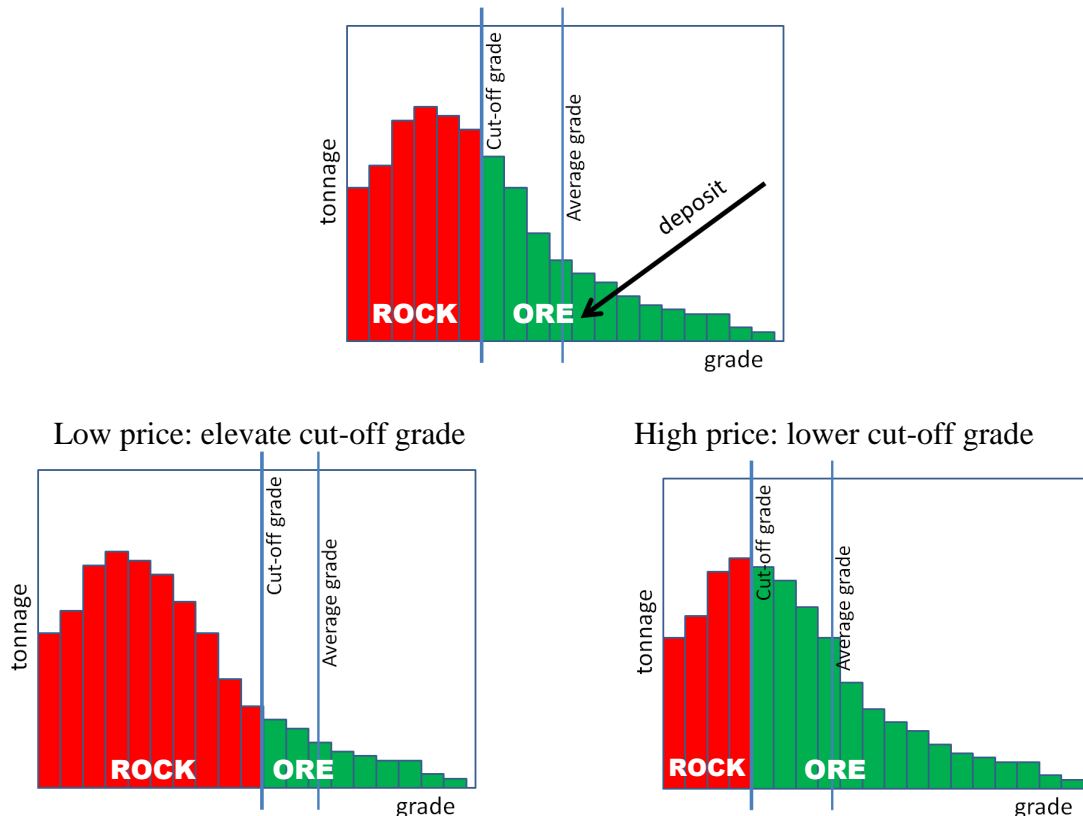 tonnage
Cut-off grade
Average grade
deposit
ROCK
ORE
grade
Low price: elevate cut-off grade
tonnage
Cut-off grade
Average grade
ROCK
ORE
grade
High price: lower cut-off grade
tonnage
Cut-off grade
Average grade
ROCK
ORE
grade